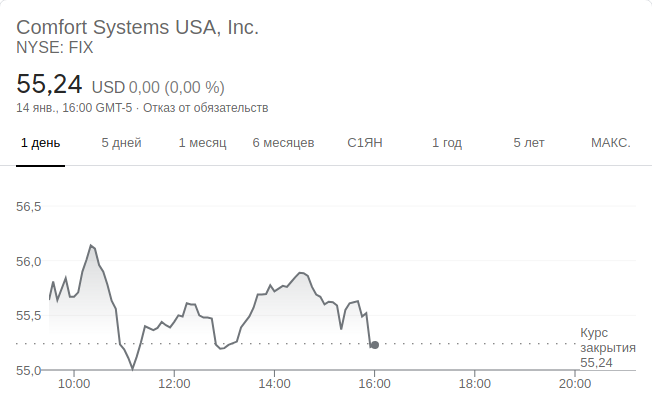 Comfort Systems USA, Inc.
NYSE: FIX
55,24 USD 0,00 (0,00 %)
14 янв., 16:00 GMT-5 · Отказ от обязательств
1 день 5 дней 1 месяц 6 месяцев С1ЯН 1 год 5 лет МАКС.
56,5
56,0
55,5
Курс
закрытия
55,24
55,0
10:00 12:00 14:00 16:00 18:00 20:00